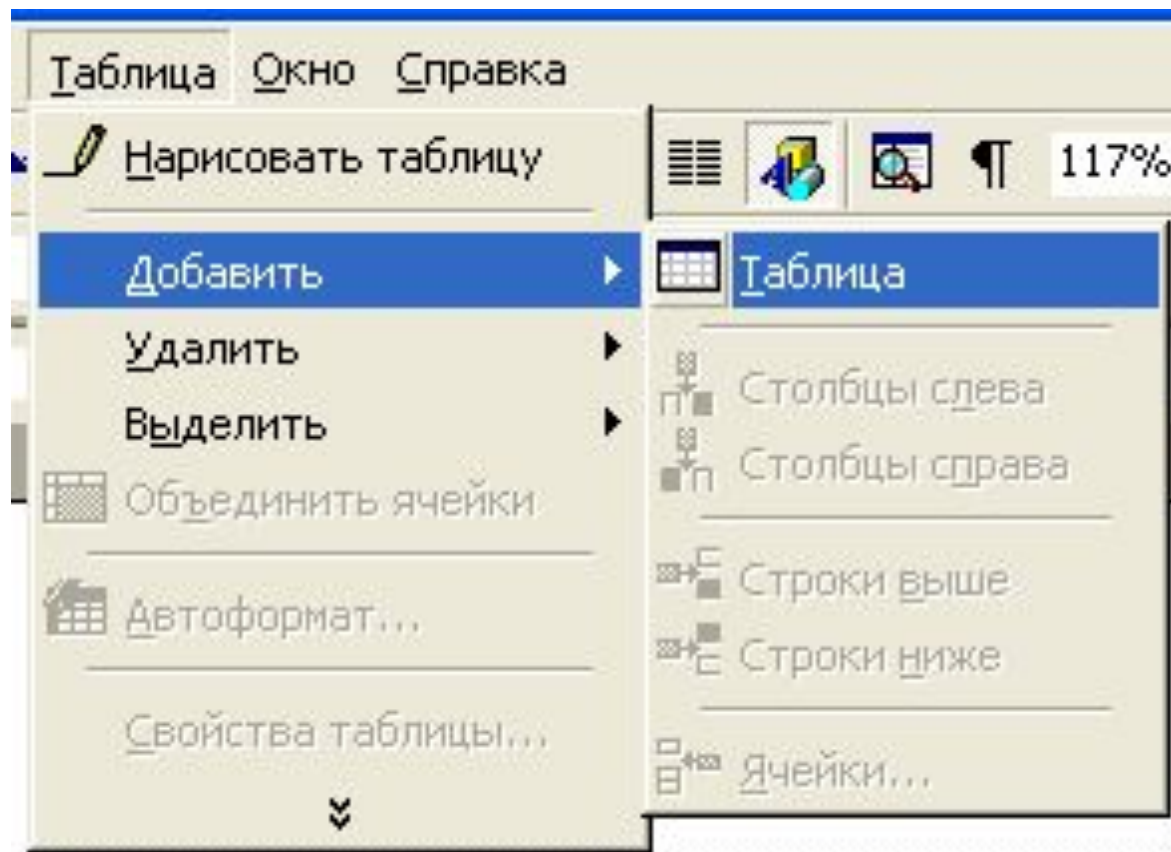 Таблица Окно Справка
Нарисовать таблицу
117%
Добавить
Удалить
Выделить
Объединить ячейки
Автоформат...
Свойства таблицы...
Таблица
Столбцы слева
Столбцы справа
Строки выше
Строки ниже
Ячейки...